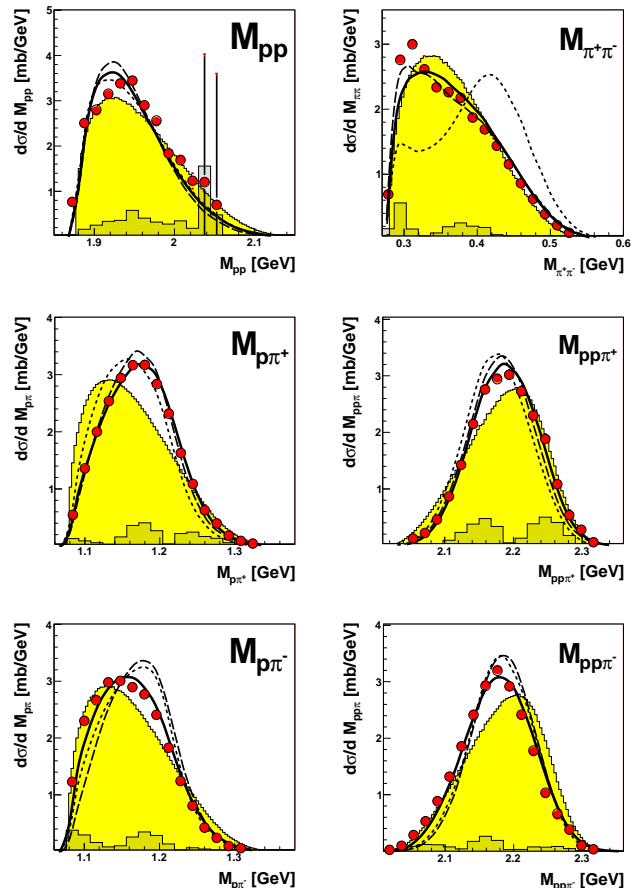 5
4
3
2
1
dσ/d M_pp [mb/GeV]
M_pp
1.9 2 2.1
M_pp [GeV]
3
2
1
dσ/d M_ππ [mb/GeV]
M_π⁺π⁻
0.3 0.4 0.5 0.6
M_π⁺π⁻ [GeV]
4
3
2
1
dσ/d M_pπ [mb/GeV]
M_pπ⁺
1.1 1.2 1.3
M_pπ⁺ [GeV]
4
3
2
1
dσ/d M_ppπ [mb/GeV]
M_ppπ⁺
2.1 2.2 2.3
M_ppπ⁺ [GeV]
4
3
2
1
dσ/d M_pπ [mb/GeV]
M_pπ⁻
1.1 1.2 1.3
M_pπ⁻ [GeV]
4
3
2
1
dσ/d M_ppπ [mb/GeV]
M_ppπ⁻
2.1 2.2 2.3
M_ppπ⁻ [GeV]